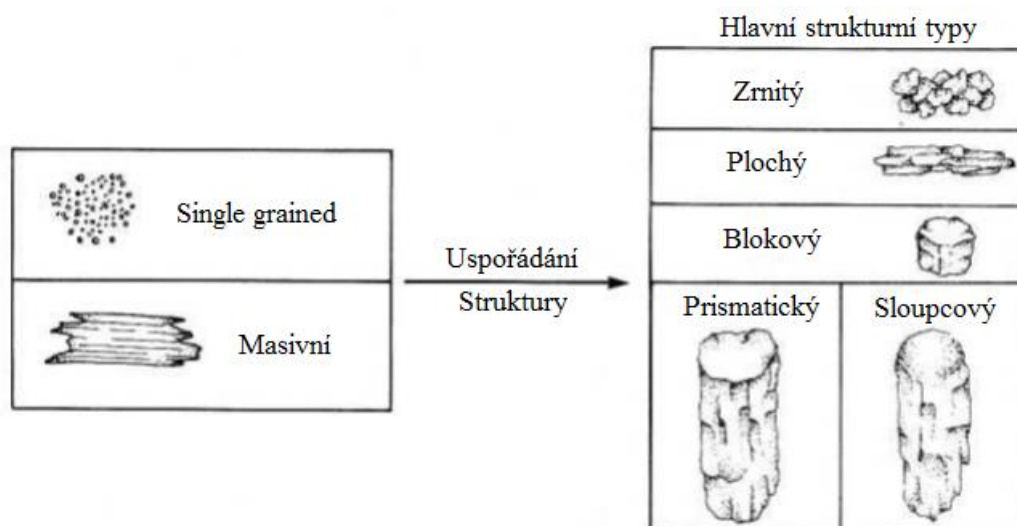 Hlavní strukturní typy
Zrnitý
Plochý
Blokový
Prismatický
Sloupcový
Single grained
Masivní
Uspořádání
Struktury